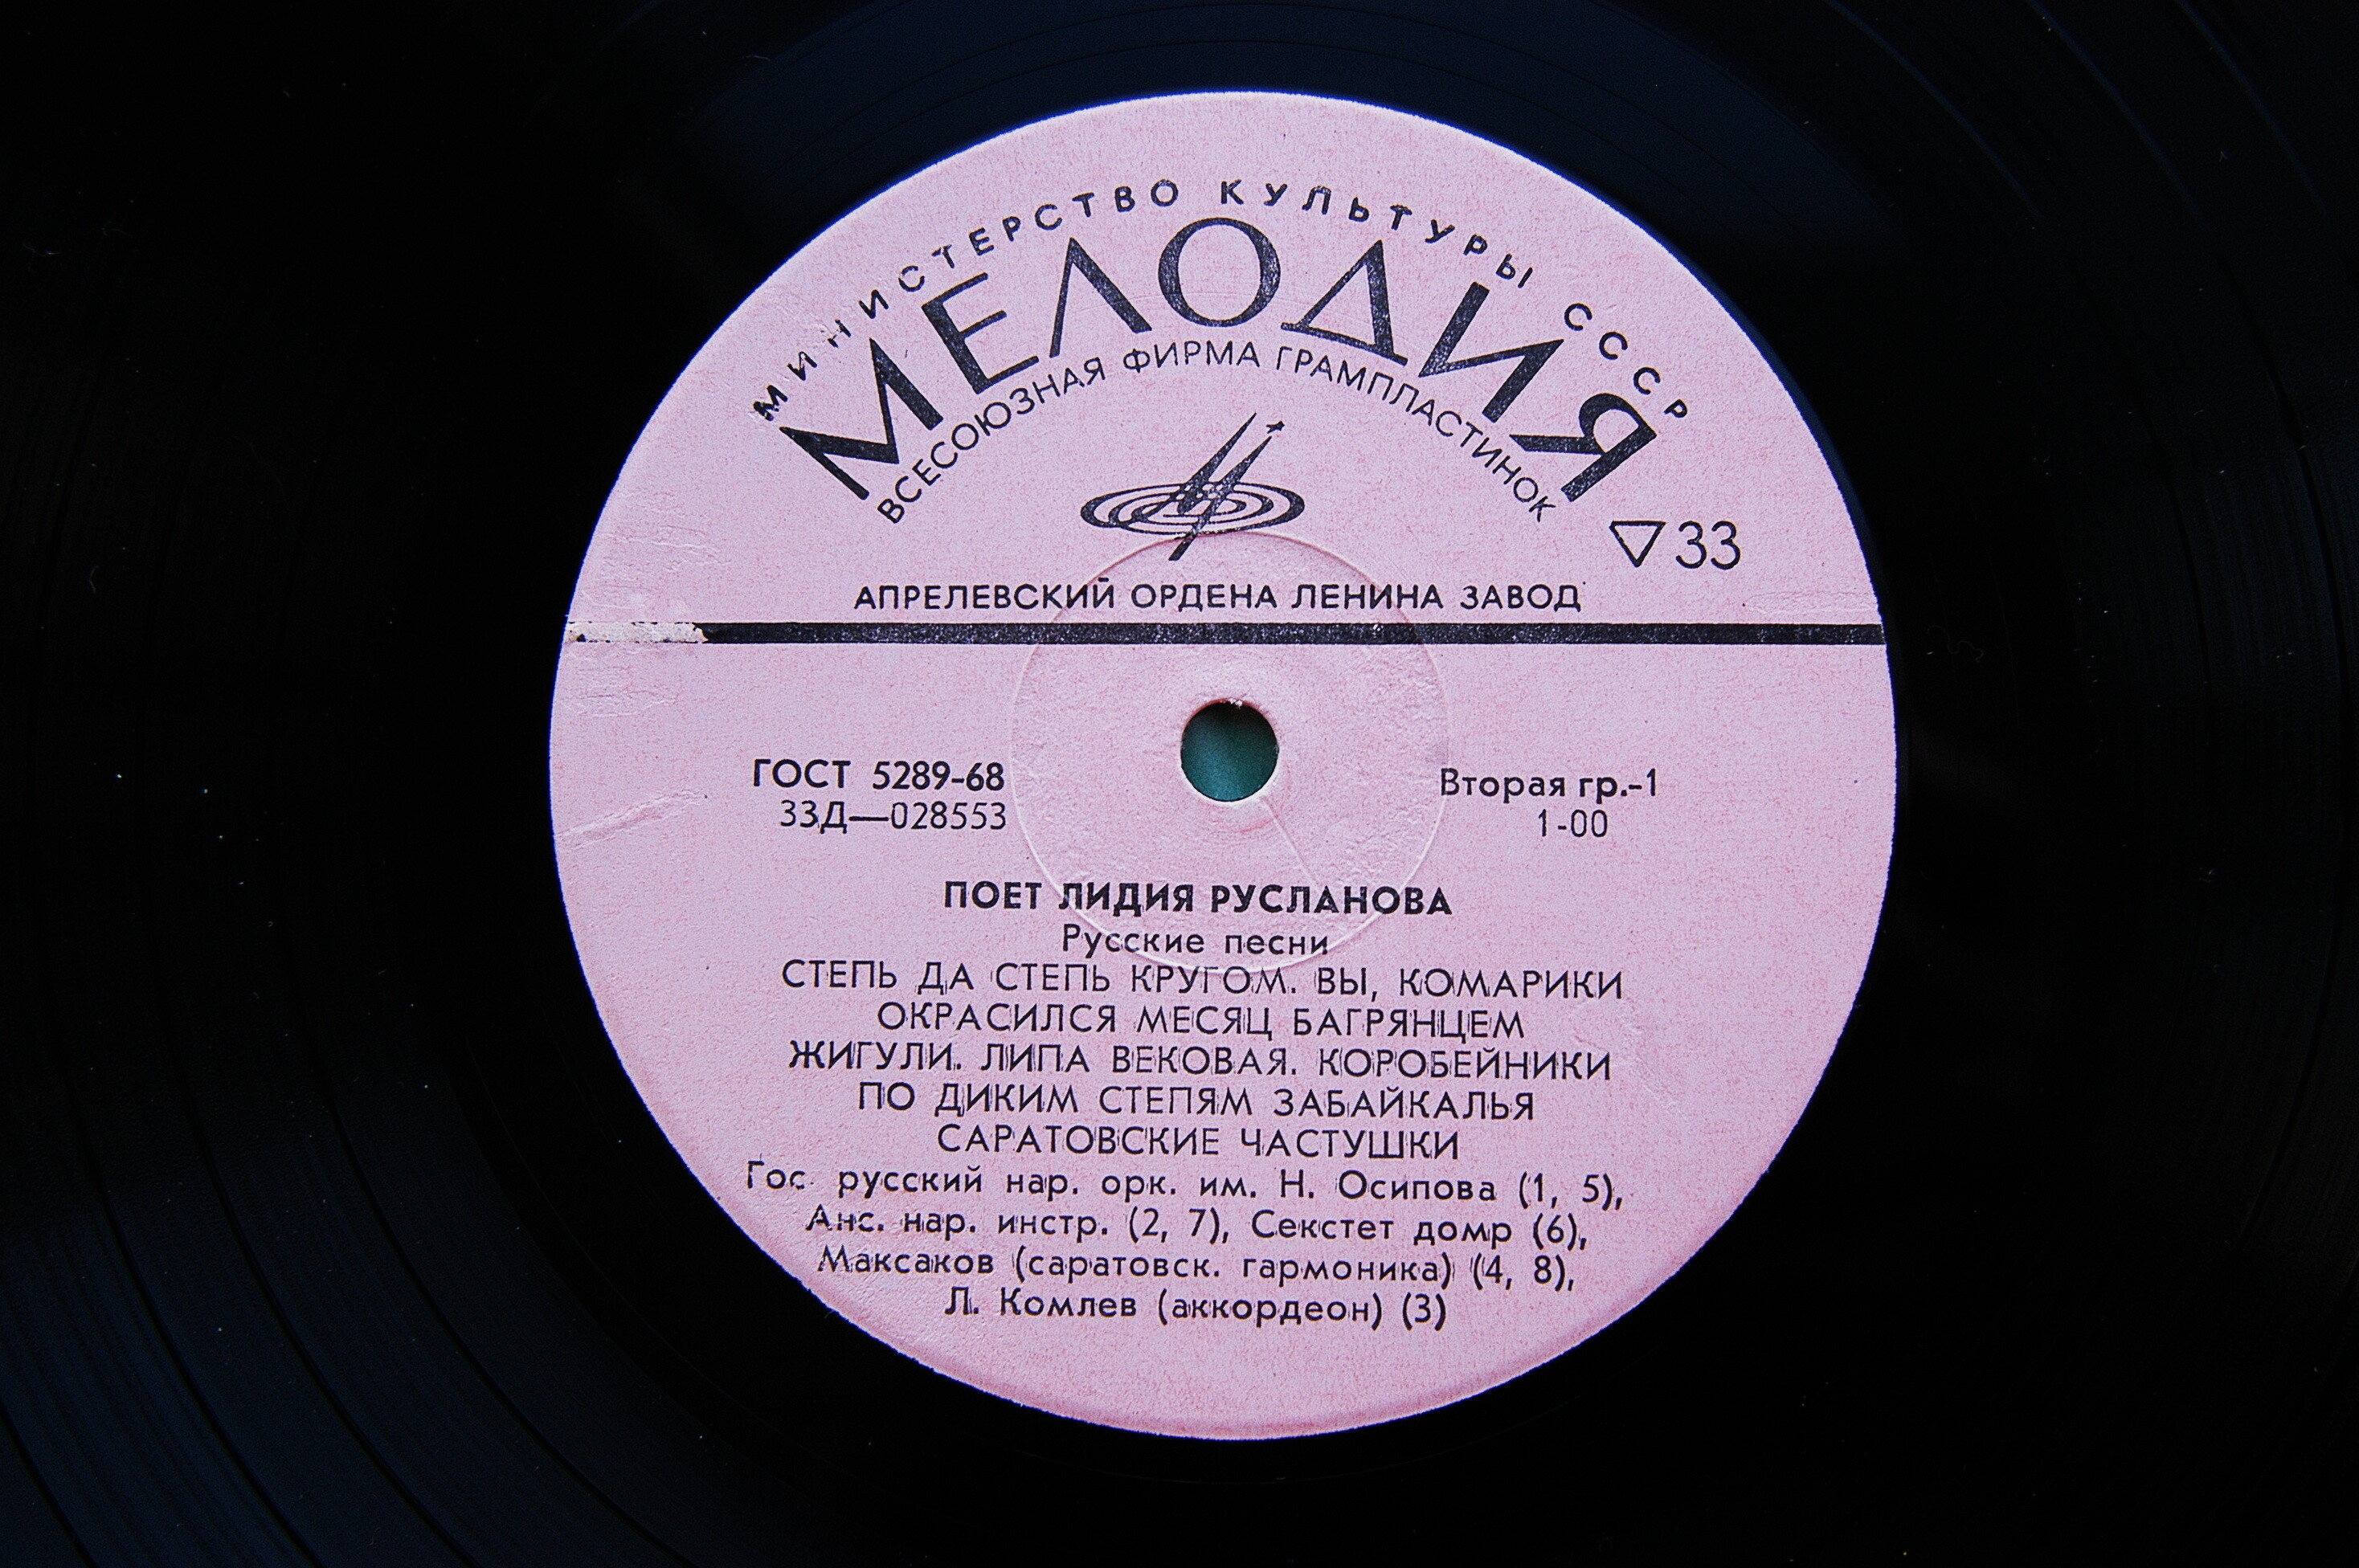 МИНИСТЕРСТВО КУЛЬТУРЫ СССР
МЕЛОДИЯ
ВСЕСОЮЗНАЯ ФИРМА ГРАМПЛАСТИНОК
▽33
АПРЕЛЕВСКИЙ ОРДЕНА ЛЕНИНА ЗАВОД
ГОСТ 5289-68
33Д—028553
Вторая гр.-1
1-00
ПОЕТ ЛИДИЯ РУСЛАНОВА
Русские песни
СТЕПЬ ДА СТЕПЬ КРУГОМ. ВЫ, КОМАРИКИ
ОКРАСИЛСЯ МЕСЯЦ БАГРЯНЦЕМ
ЖИГУЛИ. ЛИПА ВЕКОВАЯ. КОРОБЕЙНИКИ
ПО ДИКИМ СТЕПЯМ ЗАБАЙКАЛЬЯ
САРАТОВСКИЕ ЧАСТУШКИ
Гос. русский нар. орк. им. Н. Осипова (1, 5),
Анс. нар. инстр. (2, 7), Секстет домр (6),
Максаков (саратовск. гармоника) (4, 8),
Л. Комлев (аккордеон) (3)